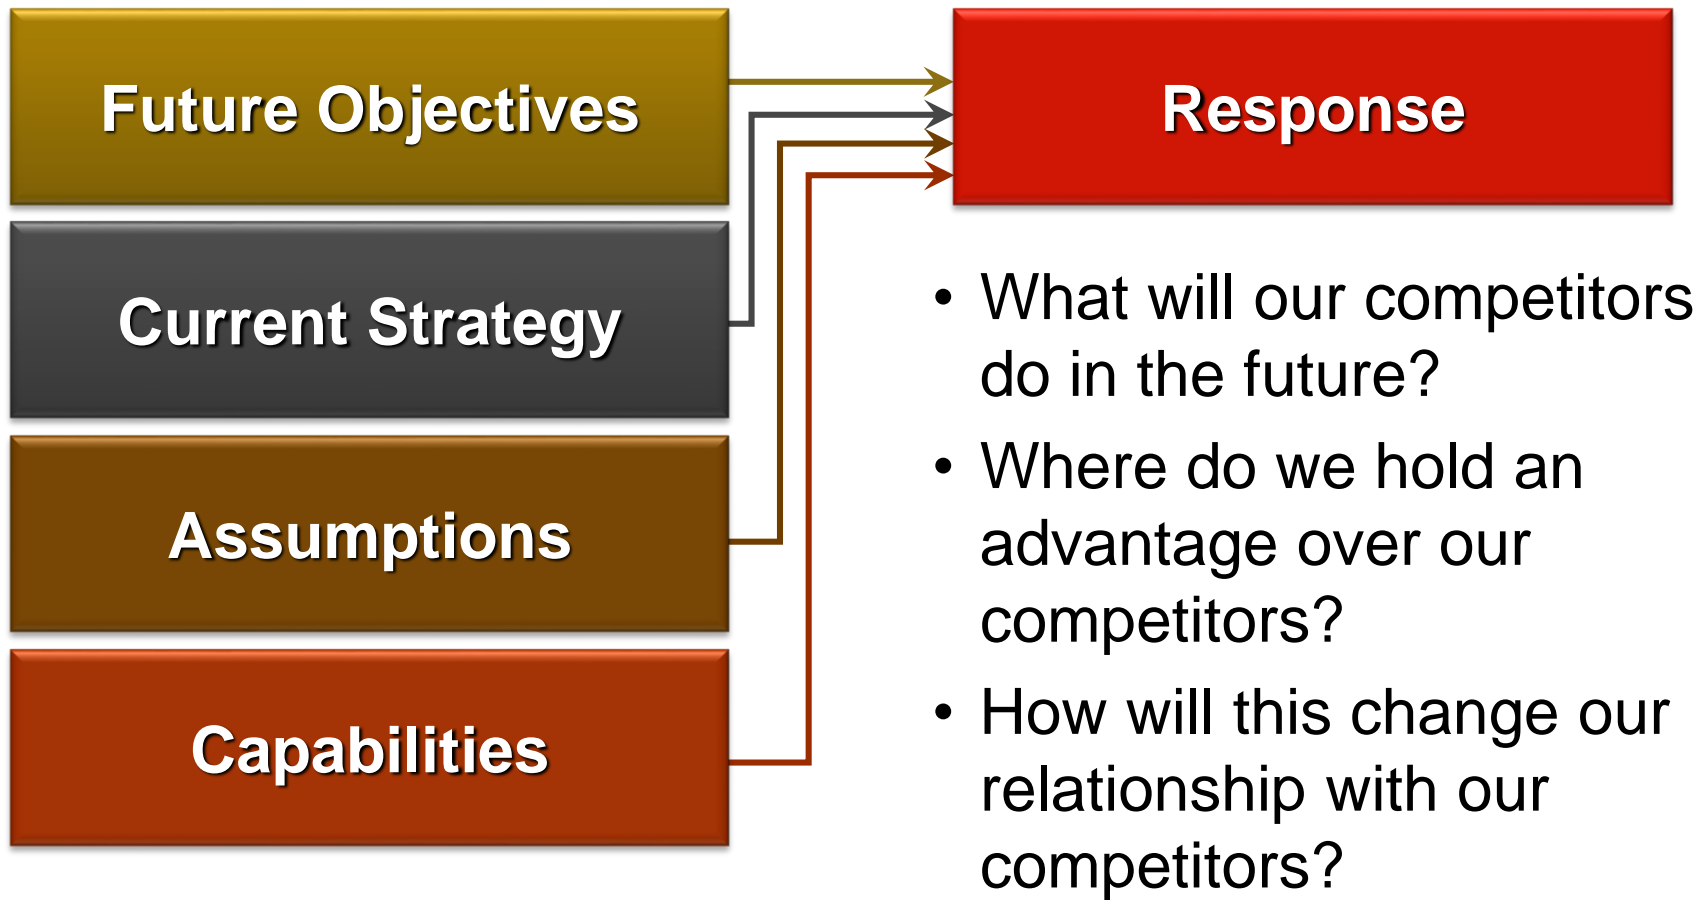 Future Objectives
Current Strategy
Assumptions
Capabilities
Response
• What will our competitors
do in the future?
• Where do we hold an
advantage over our
competitors?
• How will this change our
relationship with our
competitors?